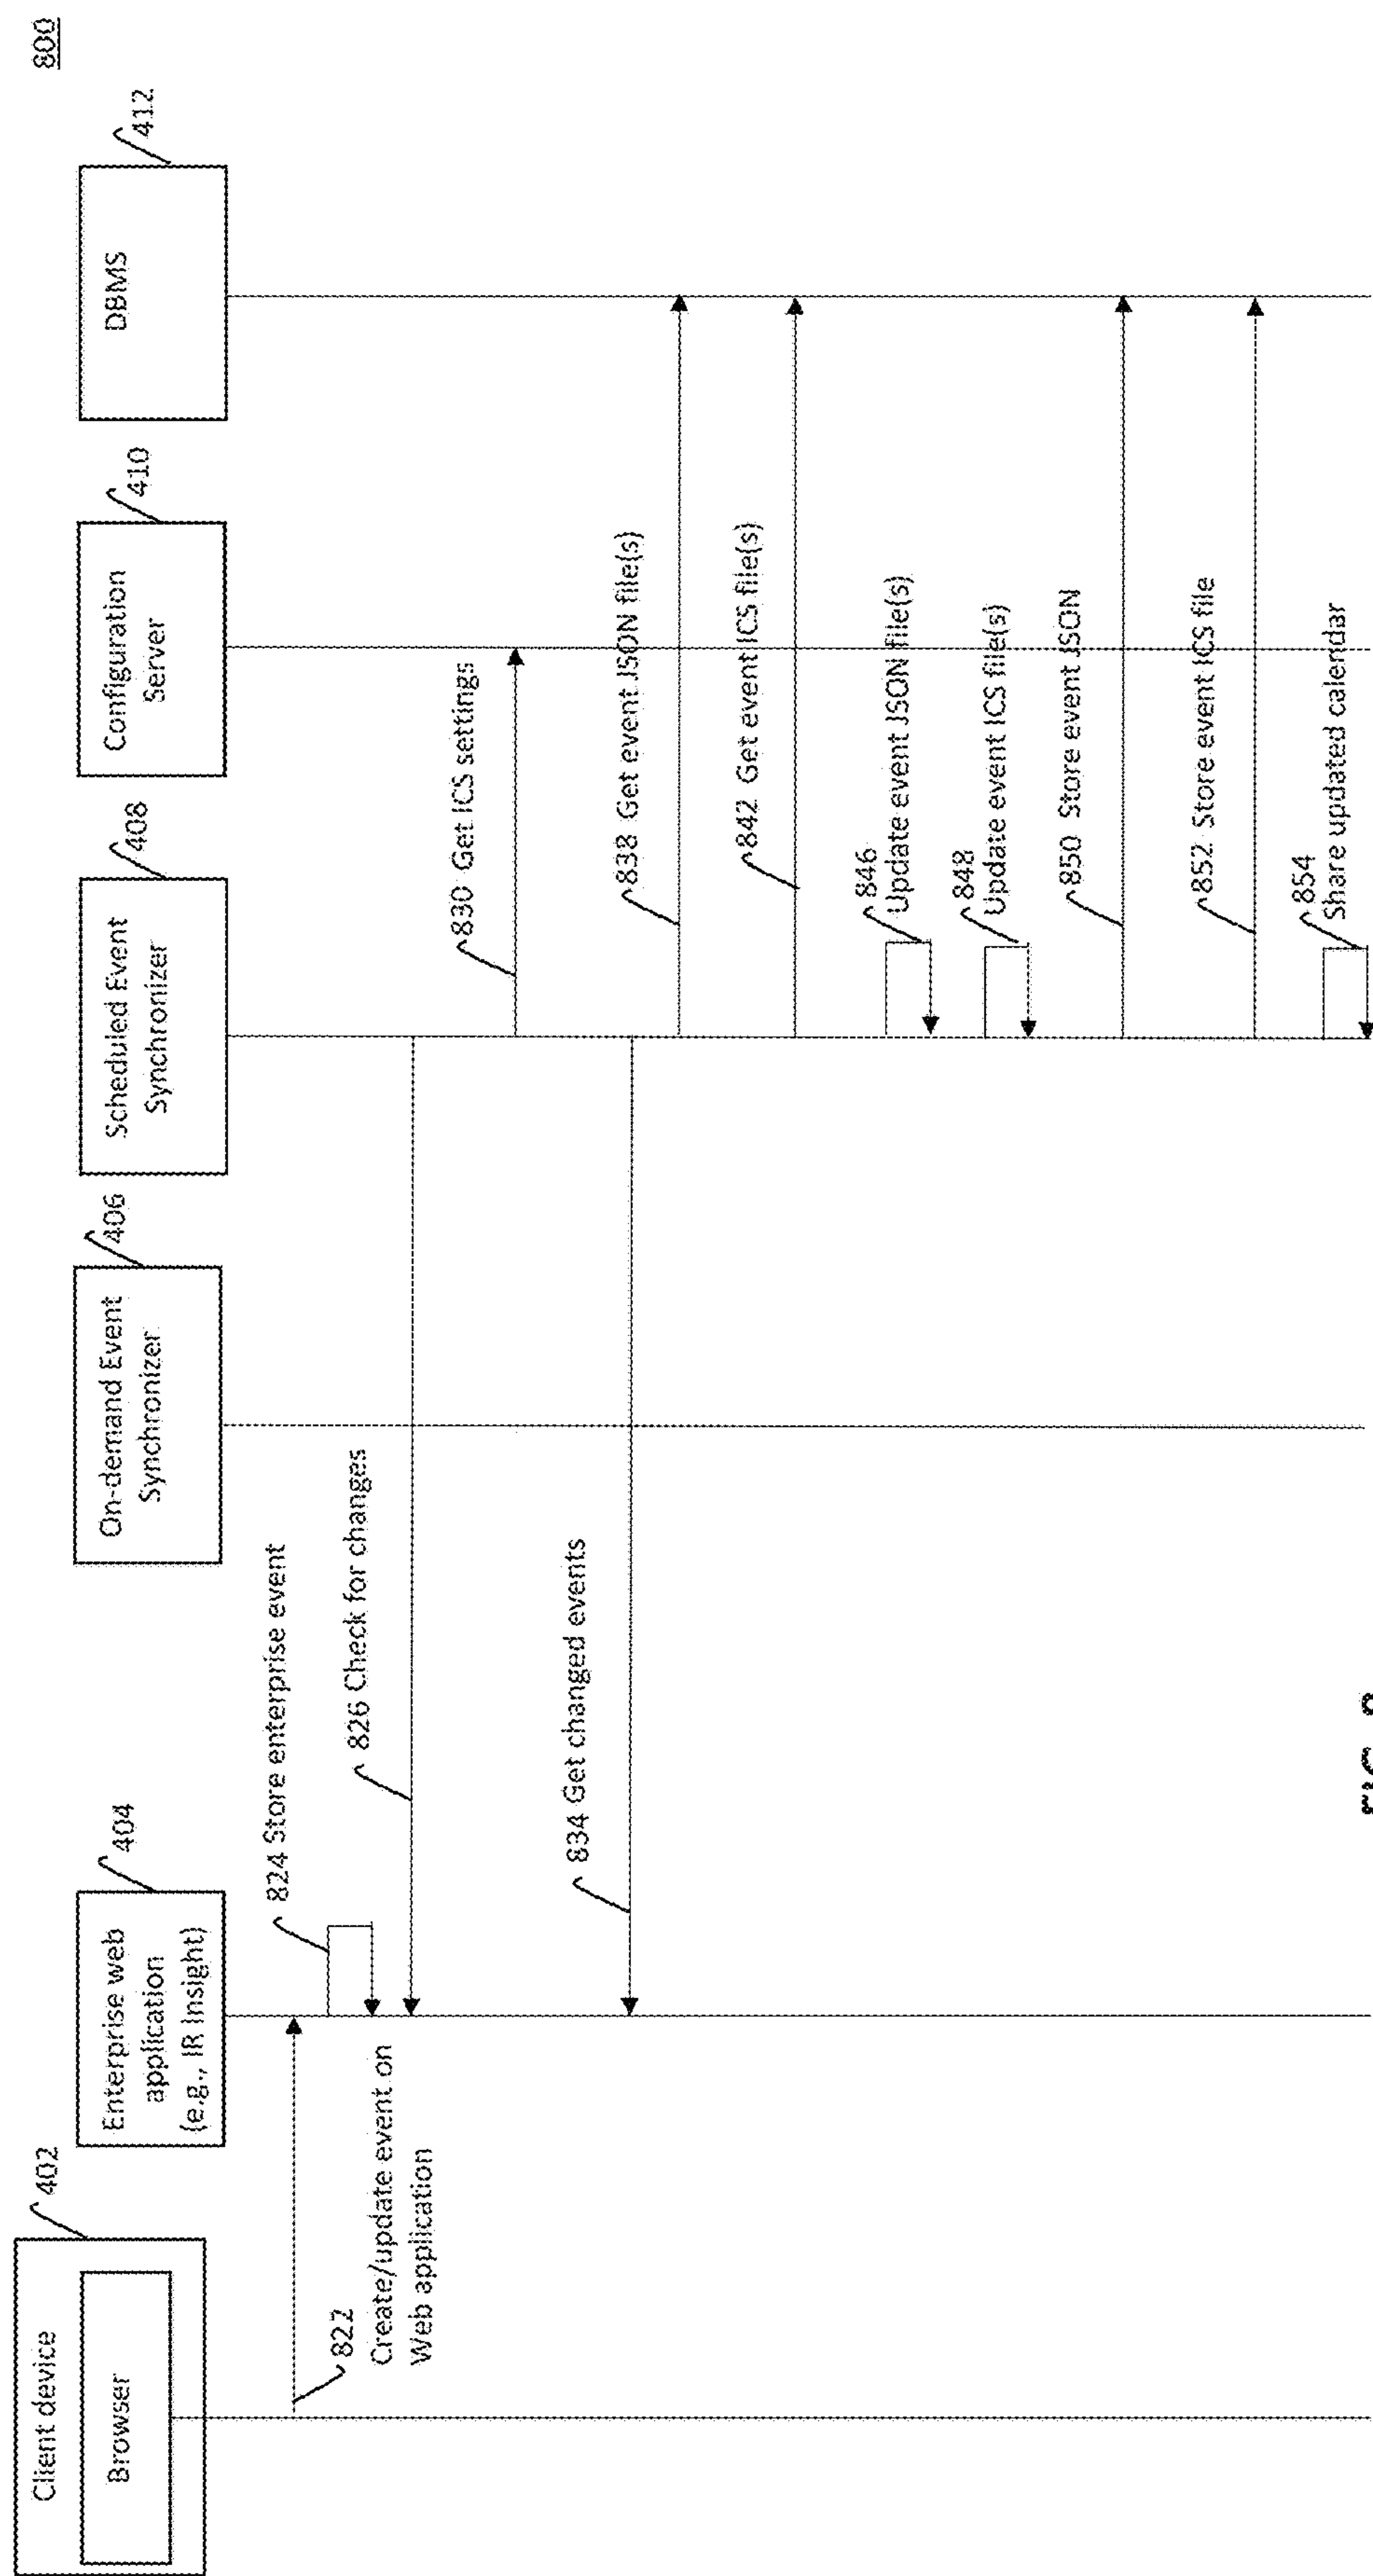 800
Client device
Browser
402
Enterprise web
application
(e.g., IR Insight)
404
On-demand Event
Synchronizer
406
Scheduled Event
Synchronizer
408
Configuration
Server
410
DBMS
412
822
Create/update event on
Web application
824 Store enterprise event
826 Check for changes
830 Get ICS settings
834 Get changed events
838 Get event JSON file(s)
842 Get event ICS file(s)
846
Update event JSON file(s)
848
Update event ICS file(s)
850 Store event JSON
852 Store event ICS file
854
Share updated calendar